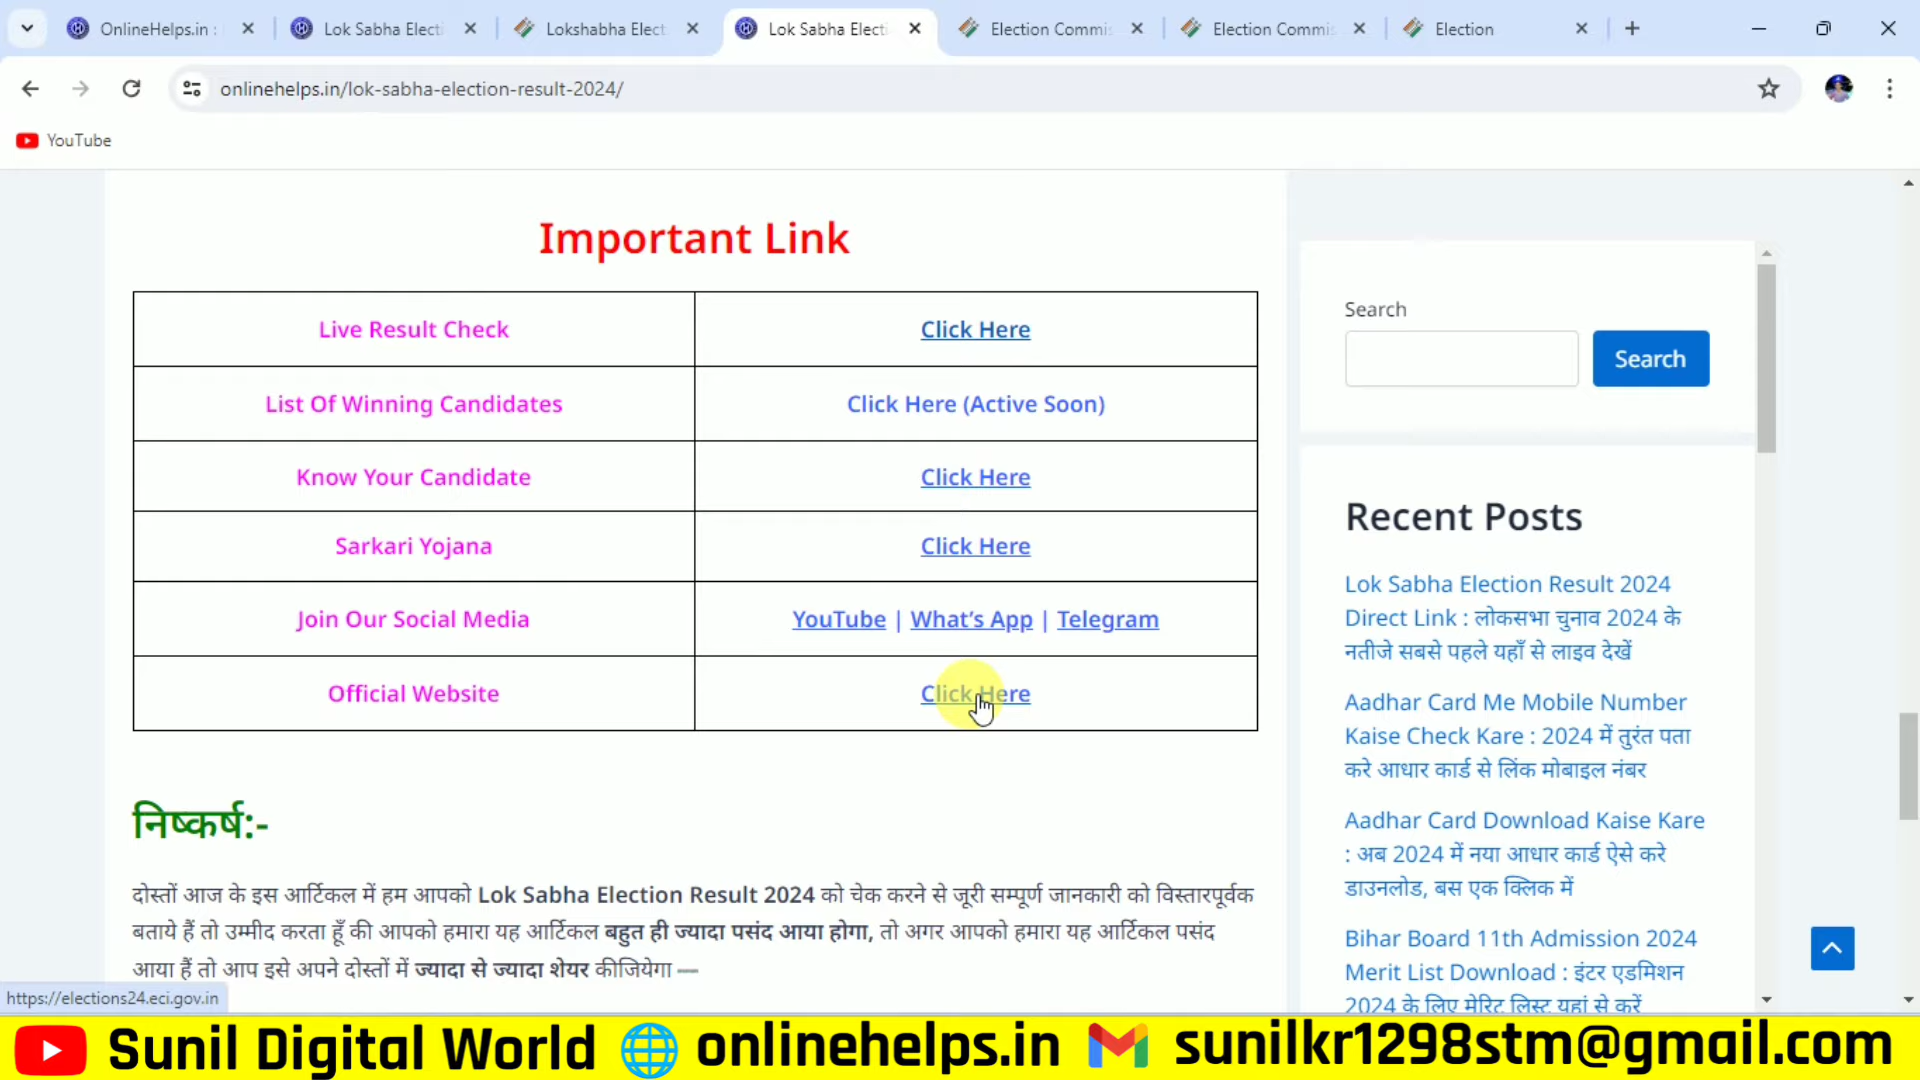 OnlineHelps.in :
Lok Sabha Electi
Lokshabha Elect
Lok Sabha Electi
Election Commis
Election Commis
Election
onlinehelps.in/lok-sabha-election-result-2024/
YouTube
Important Link
Live Result Check Click Here
List Of Winning Candidates Click Here (Active Soon)
Know Your Candidate Click Here
Sarkari Yojana Click Here
Join Our Social Media YouTube | What's App | Telegram
Official Website Click Here
निष्कर्ष:-
दोस्तों आज के इस आर्टिकल में हम आपको Lok Sabha Election Result 2024 को चेक करने से जूरी सम्पूर्ण जानकारी को विस्तारपूर्वक
बताये हैं तो उम्मीद करता हूँ की आपको हमारा यह आर्टिकल बहुत ही ज्यादा पसंद आया होगा, तो अगर आपको हमारा यह आर्टिकल पसंद
आया हैं तो आप इसे अपने दोस्तों में ज्यादा से ज्यादा शेयर कीजियेगा —
Search
Search
Recent Posts
Lok Sabha Election Result 2024
Direct Link : लोकसभा चुनाव 2024 के
नतीजे सबसे पहले यहाँ से लाइव देखें
Aadhar Card Me Mobile Number
Kaise Check Kare : 2024 में तुरंत पता
करे आधार कार्ड से लिंक मोबाइल नंबर
Aadhar Card Download Kaise Kare
: अब 2024 में नया आधार कार्ड ऐसे करे
डाउनलोड, बस एक क्लिक में
Bihar Board 11th Admission 2024
Merit List Download : इंटर एडमिशन
2024 के लिए मेरिट लिस्ट यहां से करें
https://elections24.eci.gov.in
Sunil Digital World onlinehelps.in sunilkr1298stm@gmail.com